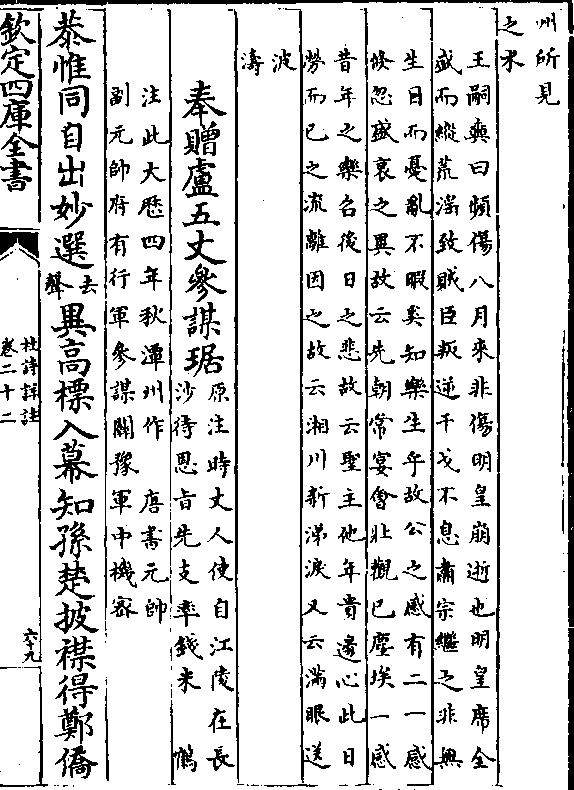 州所見
之
王嗣奭曰頻傷八月來非傷明皇崩逝也明皇席全
盛而縱荒滛致賊臣叛逆干戈不息肅宗繼之非無
生日而憂亂不暇奚知樂生乎故公之感有二一感
倐忽盛衰之異故云先朝常宴會壯觀已塵埃一感
昔年之樂召後日之悲故云聖主他年貴邊心此日
勞而已之流離因之故云湘川新涕淚又云滿眼送
波
濤
奉贈盧五丈參謀琚
原注時丈人使自江陵在長
沙待恩旨先支率錢米 鶴
注此大歷四年秋潭州作 唐書元帥
副元帥府有行軍參謀關豫軍中機宻
恭惟同自出妙選去聲異高標入幕知孫楚披襟得鄭僑
欽定四庫全書
杜詩詳註
卷二十二
六十九